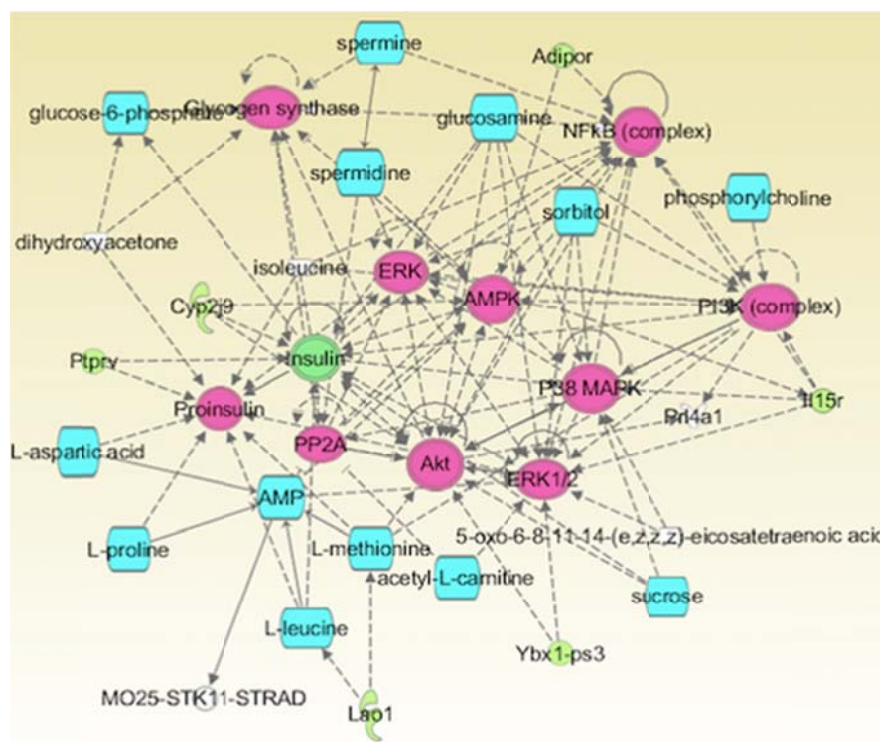 spermine
Adipor
glucose-6-phosphate
Glycogen synthase
glucosamine
NFkB (complex)
spermidine
sorbitol
phosphorylcholine
dihydroxyacetone
isoleucine
ERK
AMPK
Cyp2j9
PI3K (complex)
Insulin
Ptprv
P38 MAPK
Proinsulin
Prl4a1
Il15r
PP2A
L-aspartic acid
Akt
ERK1/2
AMP
5-oxo-6-8-11-14-(e,z,z,z)-eicosatetraenoic acid
L-proline
L-methionine
acetyl-L-carnitine
sucrose
L-leucine
Ybx1-ps3
MO25-STK11-STRAD
Lao1